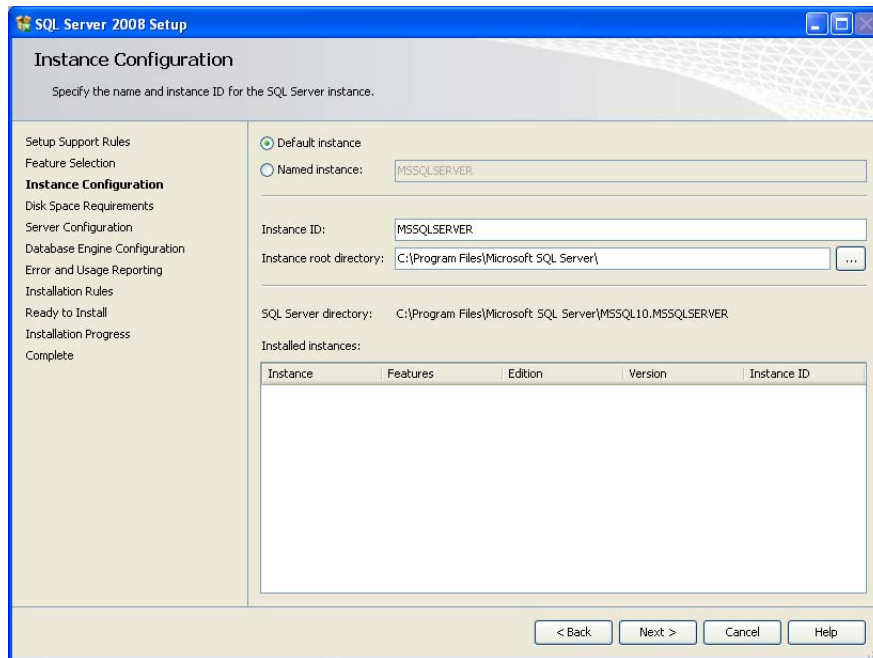 SQL Server 2008 Setup
Instance Configuration
Specify the name and instance ID for the SQL Server instance.
Setup Support Rules
Feature Selection
Instance Configuration
Disk Space Requirements
Server Configuration
Database Engine Configuration
Error and Usage Reporting
Installation Rules
Ready to Install
Installation Progress
Complete
Default instance
Named instance: MSSQLSERVER
Instance ID: MSSQLSERVER
Instance root directory: C:\Program Files\Microsoft SQL Server\ ...
SQL Server directory: C:\Program Files\Microsoft SQL Server\MSSQL10.MSSQLSERVER
Installed instances:
Instance Features Edition Version Instance ID
< Back Next > Cancel Help